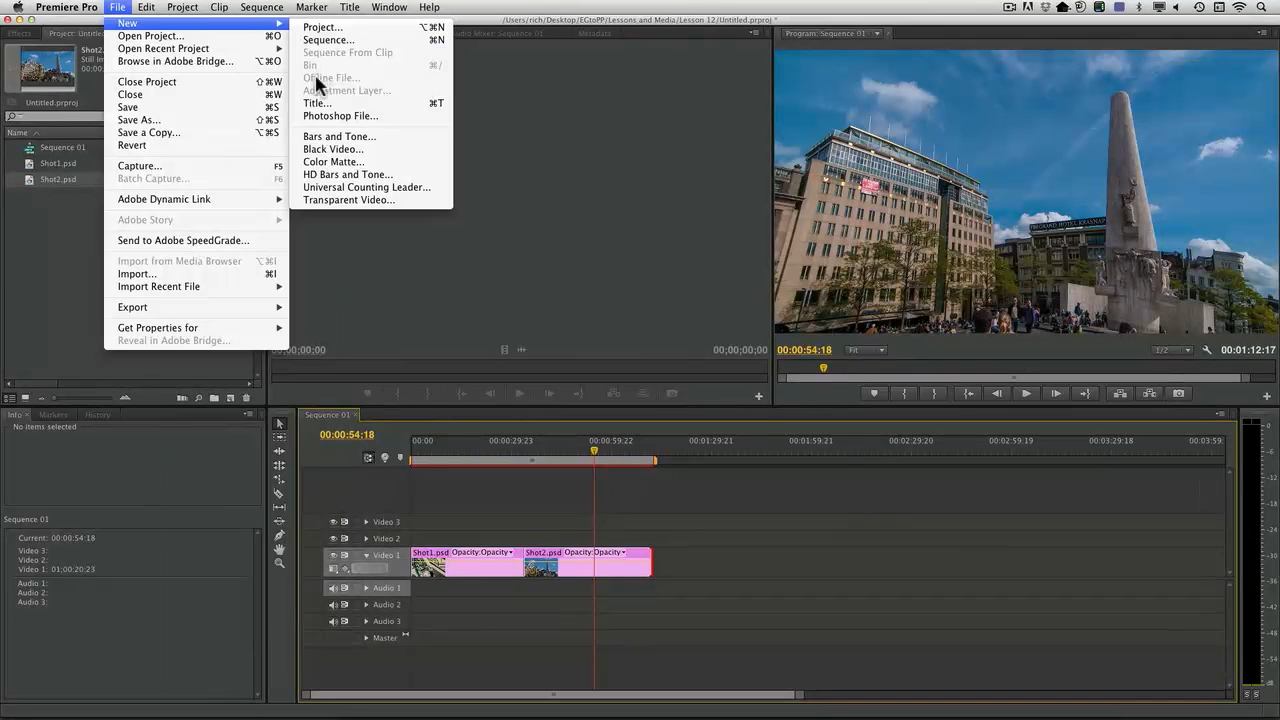 Premiere Pro File Edit Project Clip Sequence Marker Title Window Help
/Users/rich/Desktop/EGtoPP/Lessons and Media/Lesson 12/Untitled.prproj *
Effects
Metadata
Program: Sequence 01
Untitled.prproj
Name
Sequence 01
Shot1.psd
Shot2.psd
New
Open Project... ⌘O
Open Recent Project
Browse in Adobe Bridge... ⌥⌘O
Close Project ⇧⌘W
Close ⌘W
Save ⌘S
Save As... ⇧⌘S
Save a Copy... ⌥⌘S
Revert
Capture... F5
Batch Capture... F6
Adobe Dynamic Link
Adobe Story
Send to Adobe SpeedGrade...
Import from Media Browser ⌥⌘I
Import... ⌘I
Import Recent File
Export
Get Properties for
Reveal in Adobe Bridge...
Project... ⌥⌘N
Sequence... ⌘N
Sequence From Clip
Bin ⌘/
Offline File...
Adjustment Layer...
Title... ⌘T
Photoshop File...
Bars and Tone...
Black Video...
Color Matte...
HD Bars and Tone...
Universal Counting Leader...
Transparent Video...
00;00;00;00
00;00;00;00
00:00:54:18 Fit 1/2 00:01:12:17
Info Markers History
No items selected
Sequence 01
Current: 00:00:54:18
Video 3:
Video 2:
Video 1: 01;00;20;23
Audio 1:
Audio 2:
Audio 3:
Sequence 01
00:00:54:18
00:00 00:00:29:23 00:00:59:22 00:01:29:21 00:01:59:21 00:02:29:20 00:02:59:19 00:03:29:18 00:03:59:
Video 3
Video 2
Video 1
Shot1.psd Opacity:Opacity Shot2.psd Opacity:Opacity
Audio 1
Audio 2
Audio 3
Master